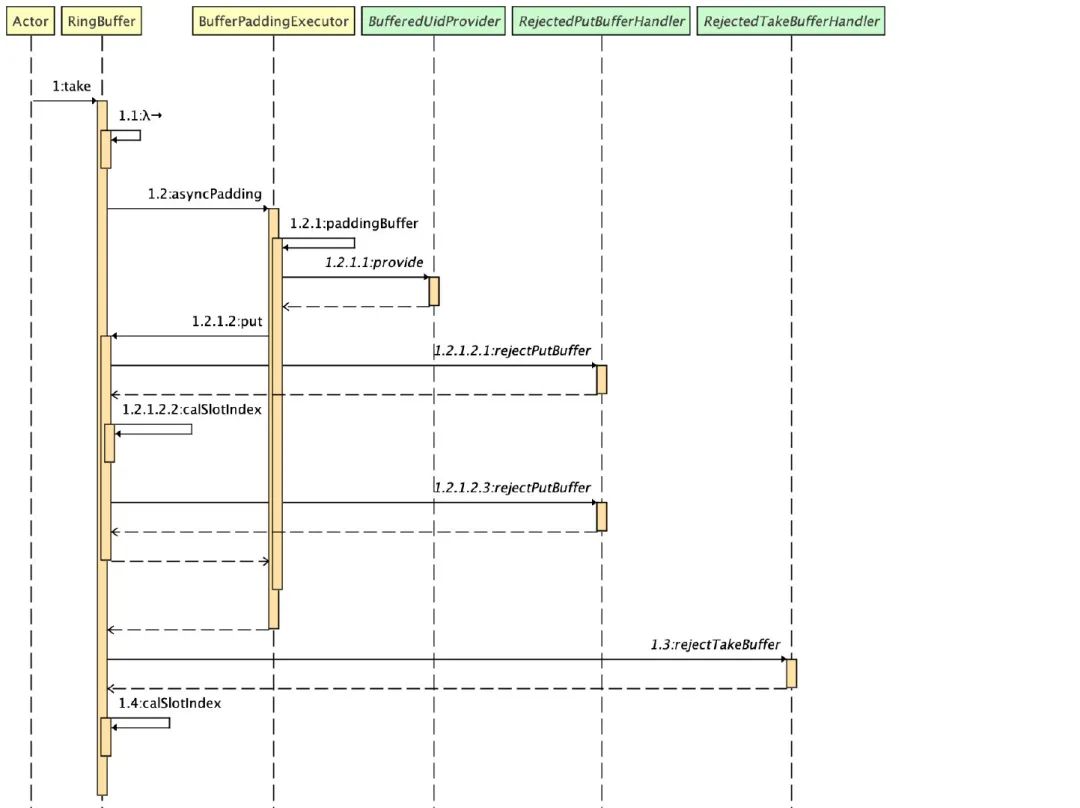 Actor
RingBuffer
BufferPaddingExecutor
BufferedUidProvider
RejectedPutBufferHandler
RejectedTakeBufferHandler
1:take
1.1:λ→
1.2:asyncPadding
1.2.1:paddingBuffer
1.2.1.1:provide
1.2.1.2:put
1.2.1.2.1:rejectPutBuffer
1.2.1.2.2:calSlotIndex
1.2.1.2.3:rejectPutBuffer
1.3:rejectTakeBuffer
1.4:calSlotIndex